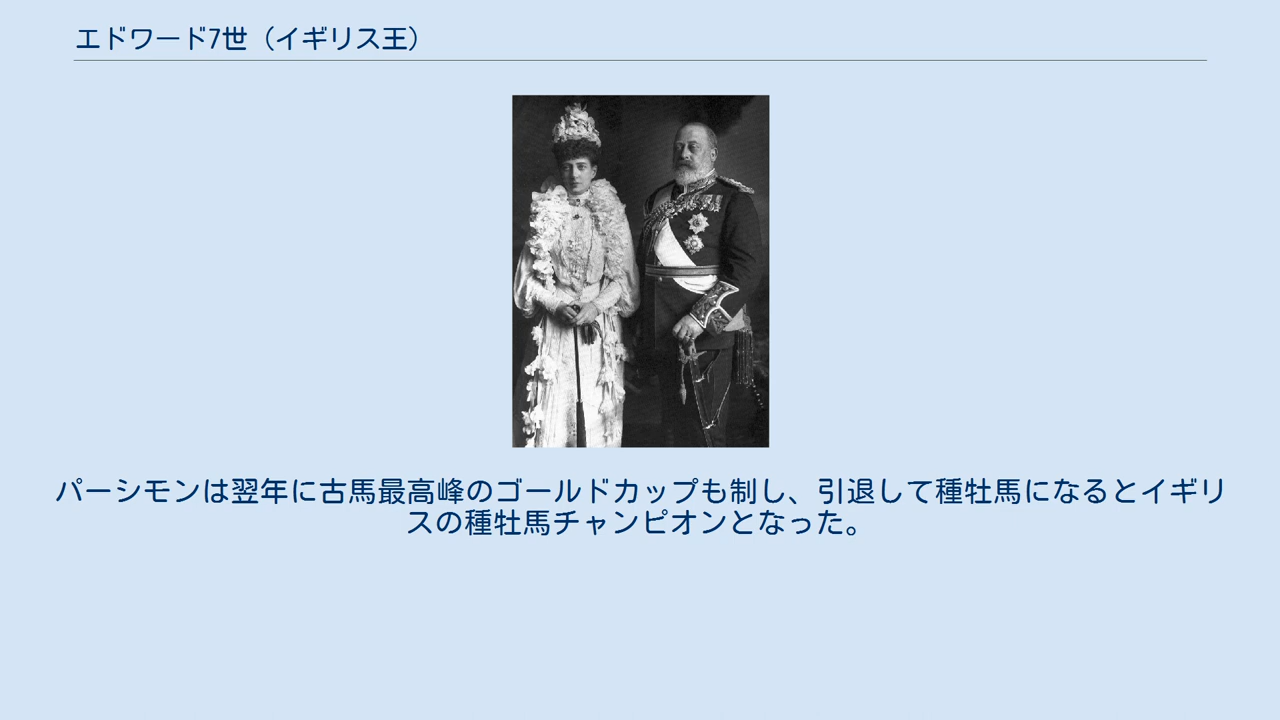 エドワード7世（イギリス王）
パーシモンは翌年に古馬最高峰のゴールドカップも制し、引退して種牡馬になるとイギリ
スの種牡馬チャンピオンとなった。